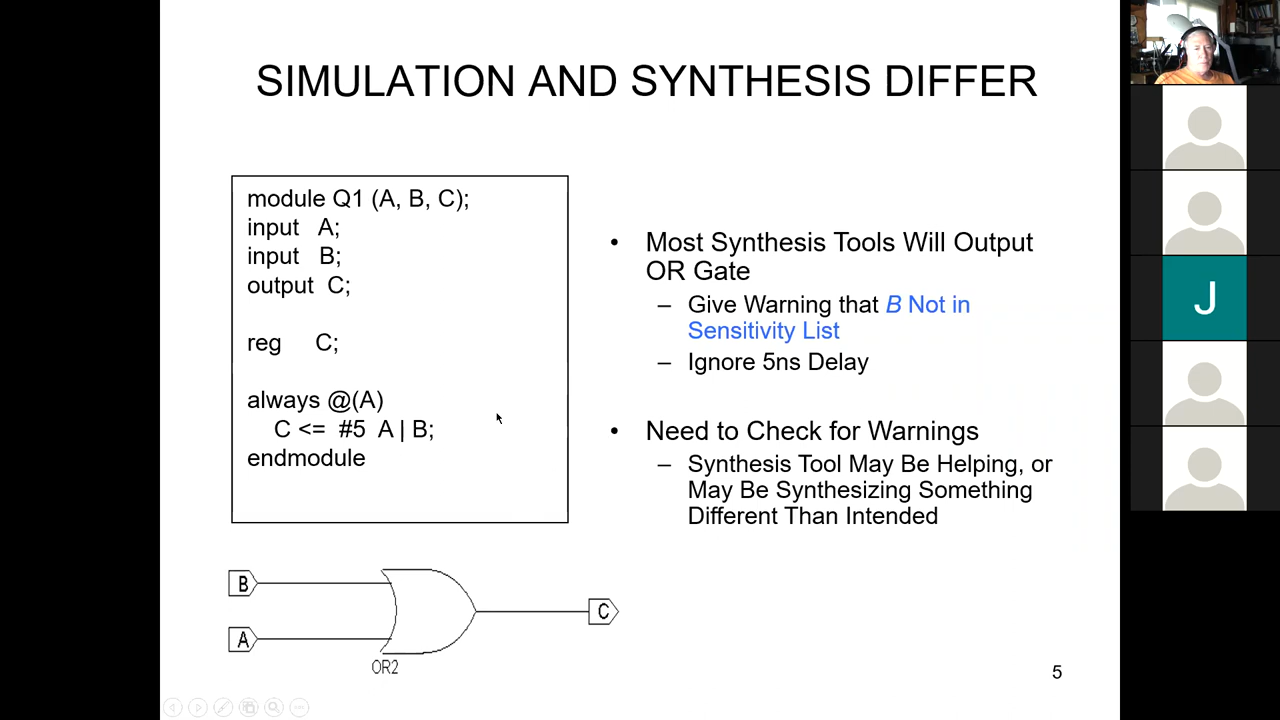 SIMULATION AND SYNTHESIS DIFFER
module Q1 (A, B, C);
input A;
input B;
output C;
reg C;
always @(A)
C <= #5 A | B;
endmodule
• Most Synthesis Tools Will Output
OR Gate
– Give Warning that B Not in
Sensitivity List
– Ignore 5ns Delay
• Need to Check for Warnings
– Synthesis Tool May Be Helping, or
May Be Synthesizing Something
Different Than Intended
B
A
C
OR2
5
J